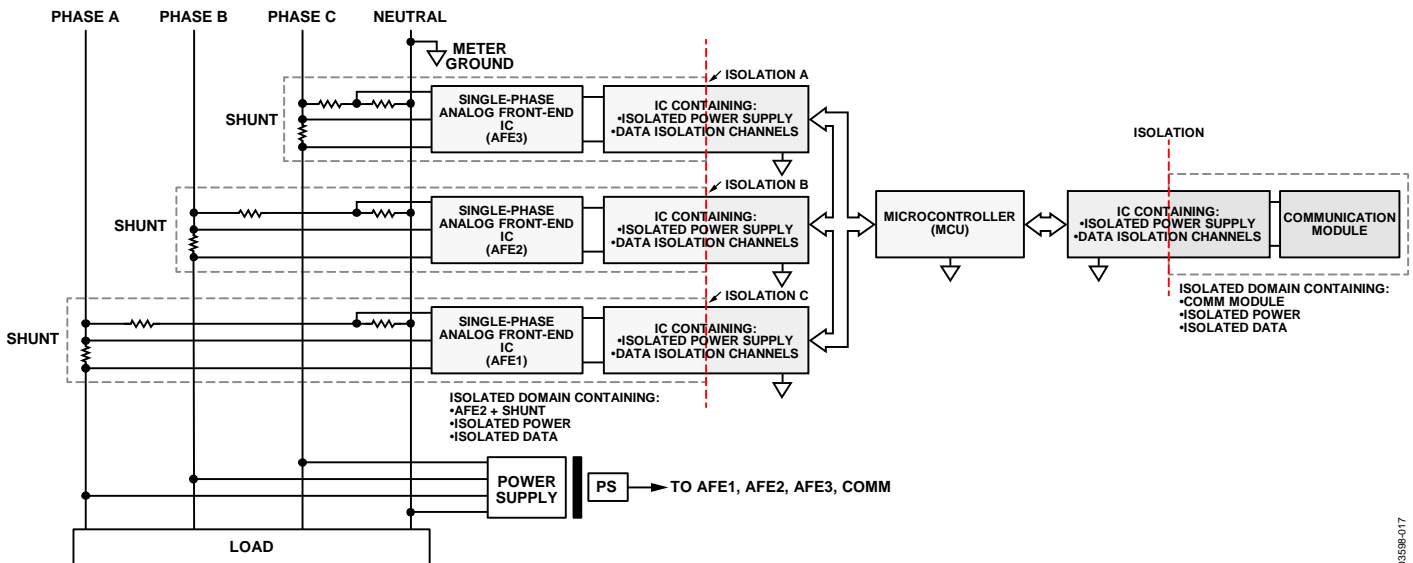 PHASE A
PHASE B
PHASE C
NEUTRAL
METER
GROUND
ISOLATION A
SHUNT
SINGLE-PHASE
ANALOG FRONT-END
IC
(AFE3)
IC CONTAINING:
•ISOLATED POWER SUPPLY
•DATA ISOLATION CHANNELS
ISOLATION B
SHUNT
SINGLE-PHASE
ANALOG FRONT-END
IC
(AFE2)
IC CONTAINING:
•ISOLATED POWER SUPPLY
•DATA ISOLATION CHANNELS
ISOLATION C
SHUNT
SINGLE-PHASE
ANALOG FRONT-END
IC
(AFE1)
IC CONTAINING:
•ISOLATED POWER SUPPLY
•DATA ISOLATION CHANNELS
MICROCONTROLLER
(MCU)
ISOLATION
IC CONTAINING:
•ISOLATED POWER SUPPLY
•DATA ISOLATION CHANNELS
COMMUNICATION
MODULE
ISOLATED DOMAIN CONTAINING:
•COMM MODULE
•ISOLATED POWER
•ISOLATED DATA
ISOLATED DOMAIN CONTAINING:
•AFE2 + SHUNT
•ISOLATED POWER
•ISOLATED DATA
POWER
SUPPLY
PS
TO AFE1, AFE2, AFE3, COMM
LOAD
03598-017